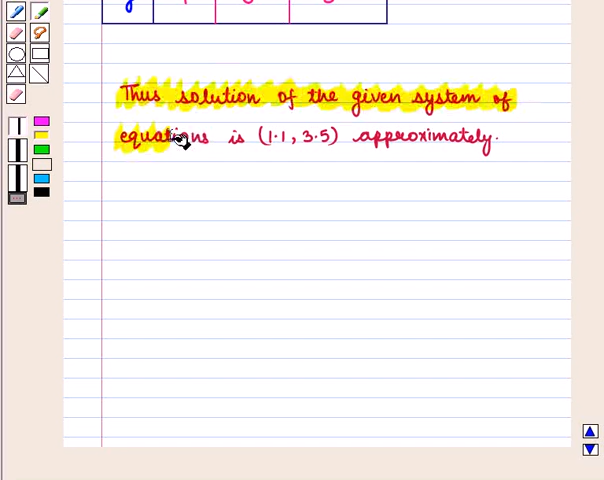 y
Thus solution of the given system of
equations is (1.1, 3.5) approximately.